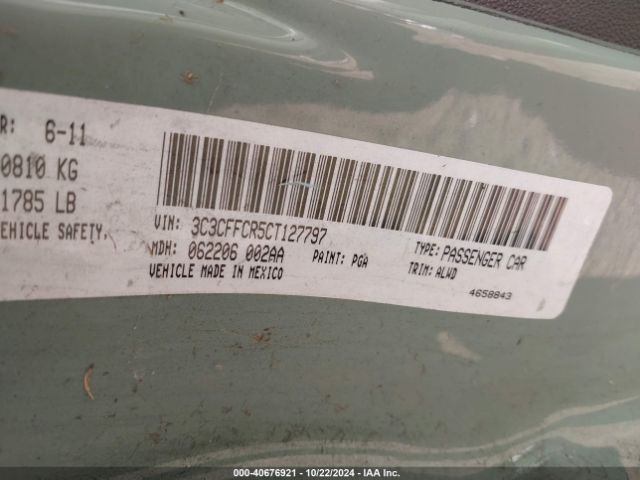 R: 6-11
0810 KG
1785 LB
EHICLE SAFETY.
VIN: 3C3CFFCR5CT127797
MDH: 062206 002AA
PAINT: PGA
VEHICLE MADE IN MEXICO
TYPE: PASSENGER CAR
TRIM: ALWD
4658843
000-40676921 - 10/22/2024 - IAA Inc.